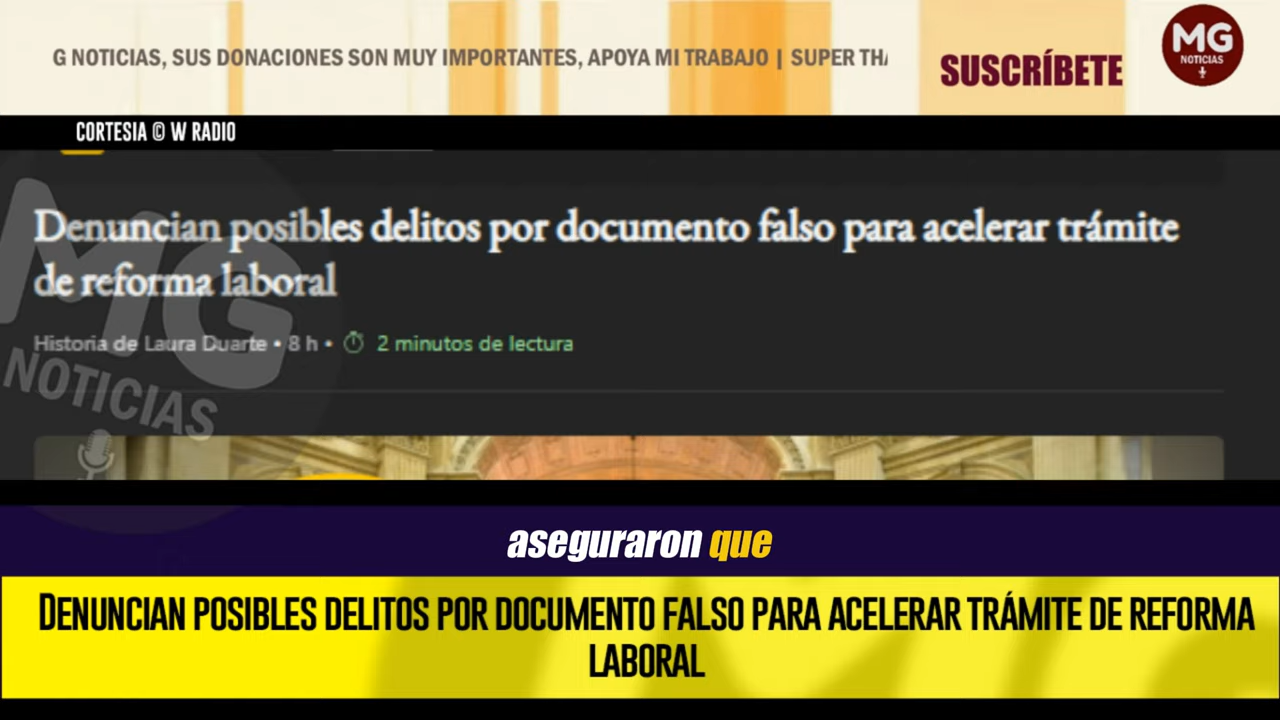 G NOTICIAS, SUS DONACIONES SON MUY IMPORTANTES, APOYA MI TRABAJO | SUPER THA
SUSCRÍBETE
MG
NOTICIAS
CORTESIA © W RADIO
Denuncian posibles delitos por documento falso para acelerar trámite
de reforma laboral
Historia de Laura Duarte • 8 h • 2 minutos de lectura
MG
NOTICIAS
aseguraron que
DENUNCIAN POSIBLES DELITOS POR DOCUMENTO FALSO PARA ACELERAR TRÁMITE DE REFORMA
LABORAL